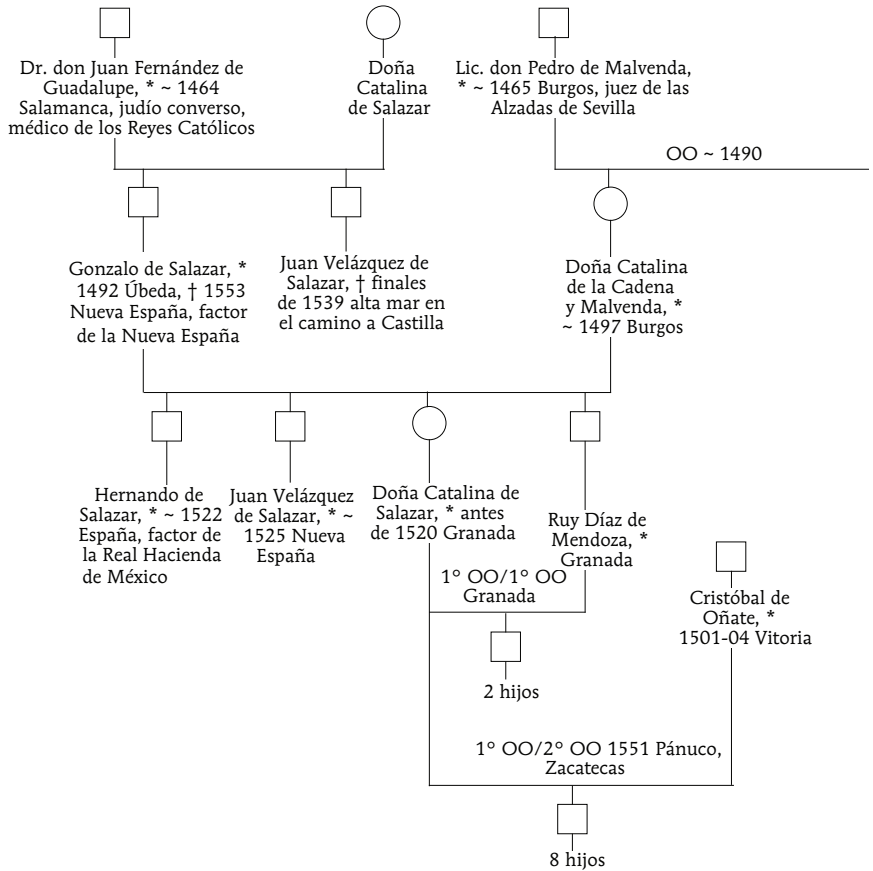 Dr. don Juan Fernández de
Guadalupe, * ~ 1464
Salamanca, judío converso,
médico de los Reyes Católicos
Doña
Catalina
de Salazar
Lic. don Pedro de Malvenda,
* ~ 1465 Burgos, juez de las
Alzadas de Sevilla
OO ~ 1490
Gonzalo de Salazar, *
1492 Úbeda, † 1553
Nueva España, factor
de la Nueva España
Juan Velázquez de
Salazar, † finales
de 1539 alta mar en
el camino a Castilla
Doña Catalina
de la Cadena
y Malvenda, *
~ 1497 Burgos
Hernando de
Salazar, * ~ 1522
España, factor de
la Real Hacienda
de México
Juan Velázquez
de Salazar, * ~
1525 Nueva
España
Doña Catalina de
Salazar, * antes
de 1520 Granada
Ruy Díaz de
Mendoza, *
Granada
1° OO/1° OO
Granada
Cristóbal de
Oñate, *
1501-04 Vitoria
2 hijos
1° OO/2° OO 1551 Pánuco,
Zacatecas
8 hijos